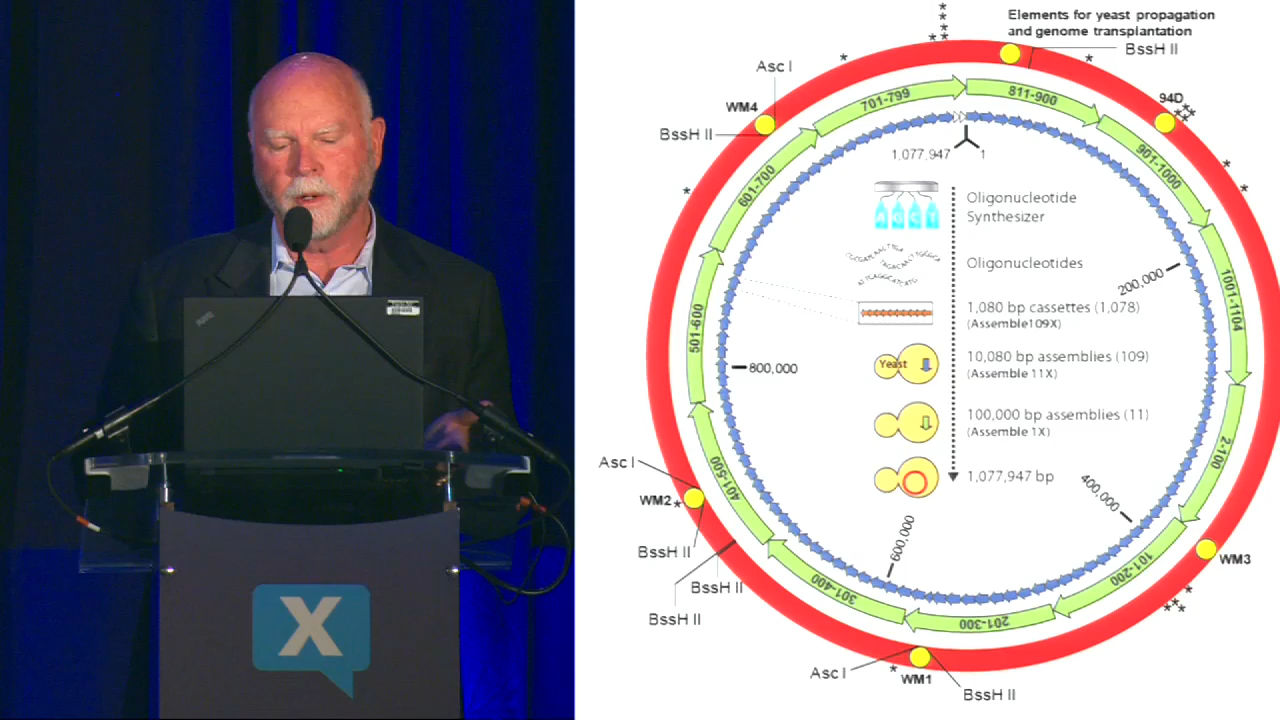 X
Elements for yeast propagation
and genome transplantation
BssH II
Asc I
WM4
BssH II
94D
701-799
811-900
601-700
901-1000
1,077,947
1
501-600
1001-1104
200,000
A G C T
Oligonucleotide
Synthesizer
Oligonucleotides
1,080 bp cassettes (1,078)
(Assemble109X)
Yeast
10,080 bp assemblies (109)
(Assemble 11X)
800,000
100,000 bp assemblies (11)
(Assemble 1X)
1,077,947 bp
401-500
2-100
400,000
Asc I
WM2
600,000
BssH II
BssH II
BssH II
301-400
201-300
101-200
WM3
Asc I
WM1
BssH II